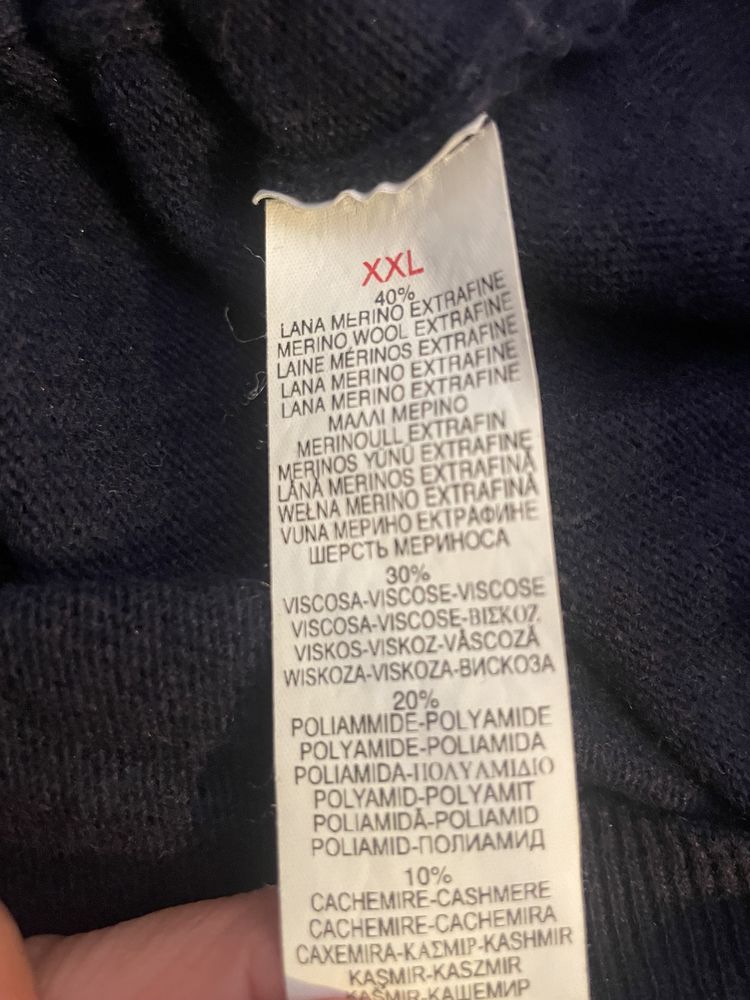 XXL
40%
LANA MERINO EXTRAFINE
MERINO WOOL EXTRAFINE
LAINE MÉRINOS EXTRAFINE
LANA MERINO EXTRAFINE
LANA MERINO EXTRAFINE
ΜΑΛΛΙ ΜΕΡΙΝΟ
MERINOULL EXTRAFIN
MERINOS YÜNÜ EXTRAFINE
LÂNĂ MERINOS EXTRAFINĂ
WEŁNA MERINO EXTRAFINĂ
VUNA МЕРИНО ЕКТРАФИНЕ
ШЕРСТЬ МЕРИНОСА
30%
VISCOSA-VISCOSE-VISCOSE
VISCOSA-VISCOSE-ΒΙΣΚΟΖ
VISKOS-VISKOZ-VÂSCOZĂ
WISKOZA-VISKOZA-ВИСКОЗА
20%
POLIAMMIDE-POLYAMIDE
POLYAMIDE-POLIAMIDA
POLIAMIDA-ΠΟΛΥΑΜΙΔΙΟ
POLYAMID-POLYAMIT
POLIAMIDĂ-POLIAMID
POLIAMID-ПОЛИАМИД
10%
CACHEMIRE-CASHMERE
CACHEMIRE-CACHEMIRA
CAXEMIRA-ΚΑΣΜΙΡ-KASHMIR
KAŞMIR-KASZMIR
KAŠMIR-КАШЕМИР